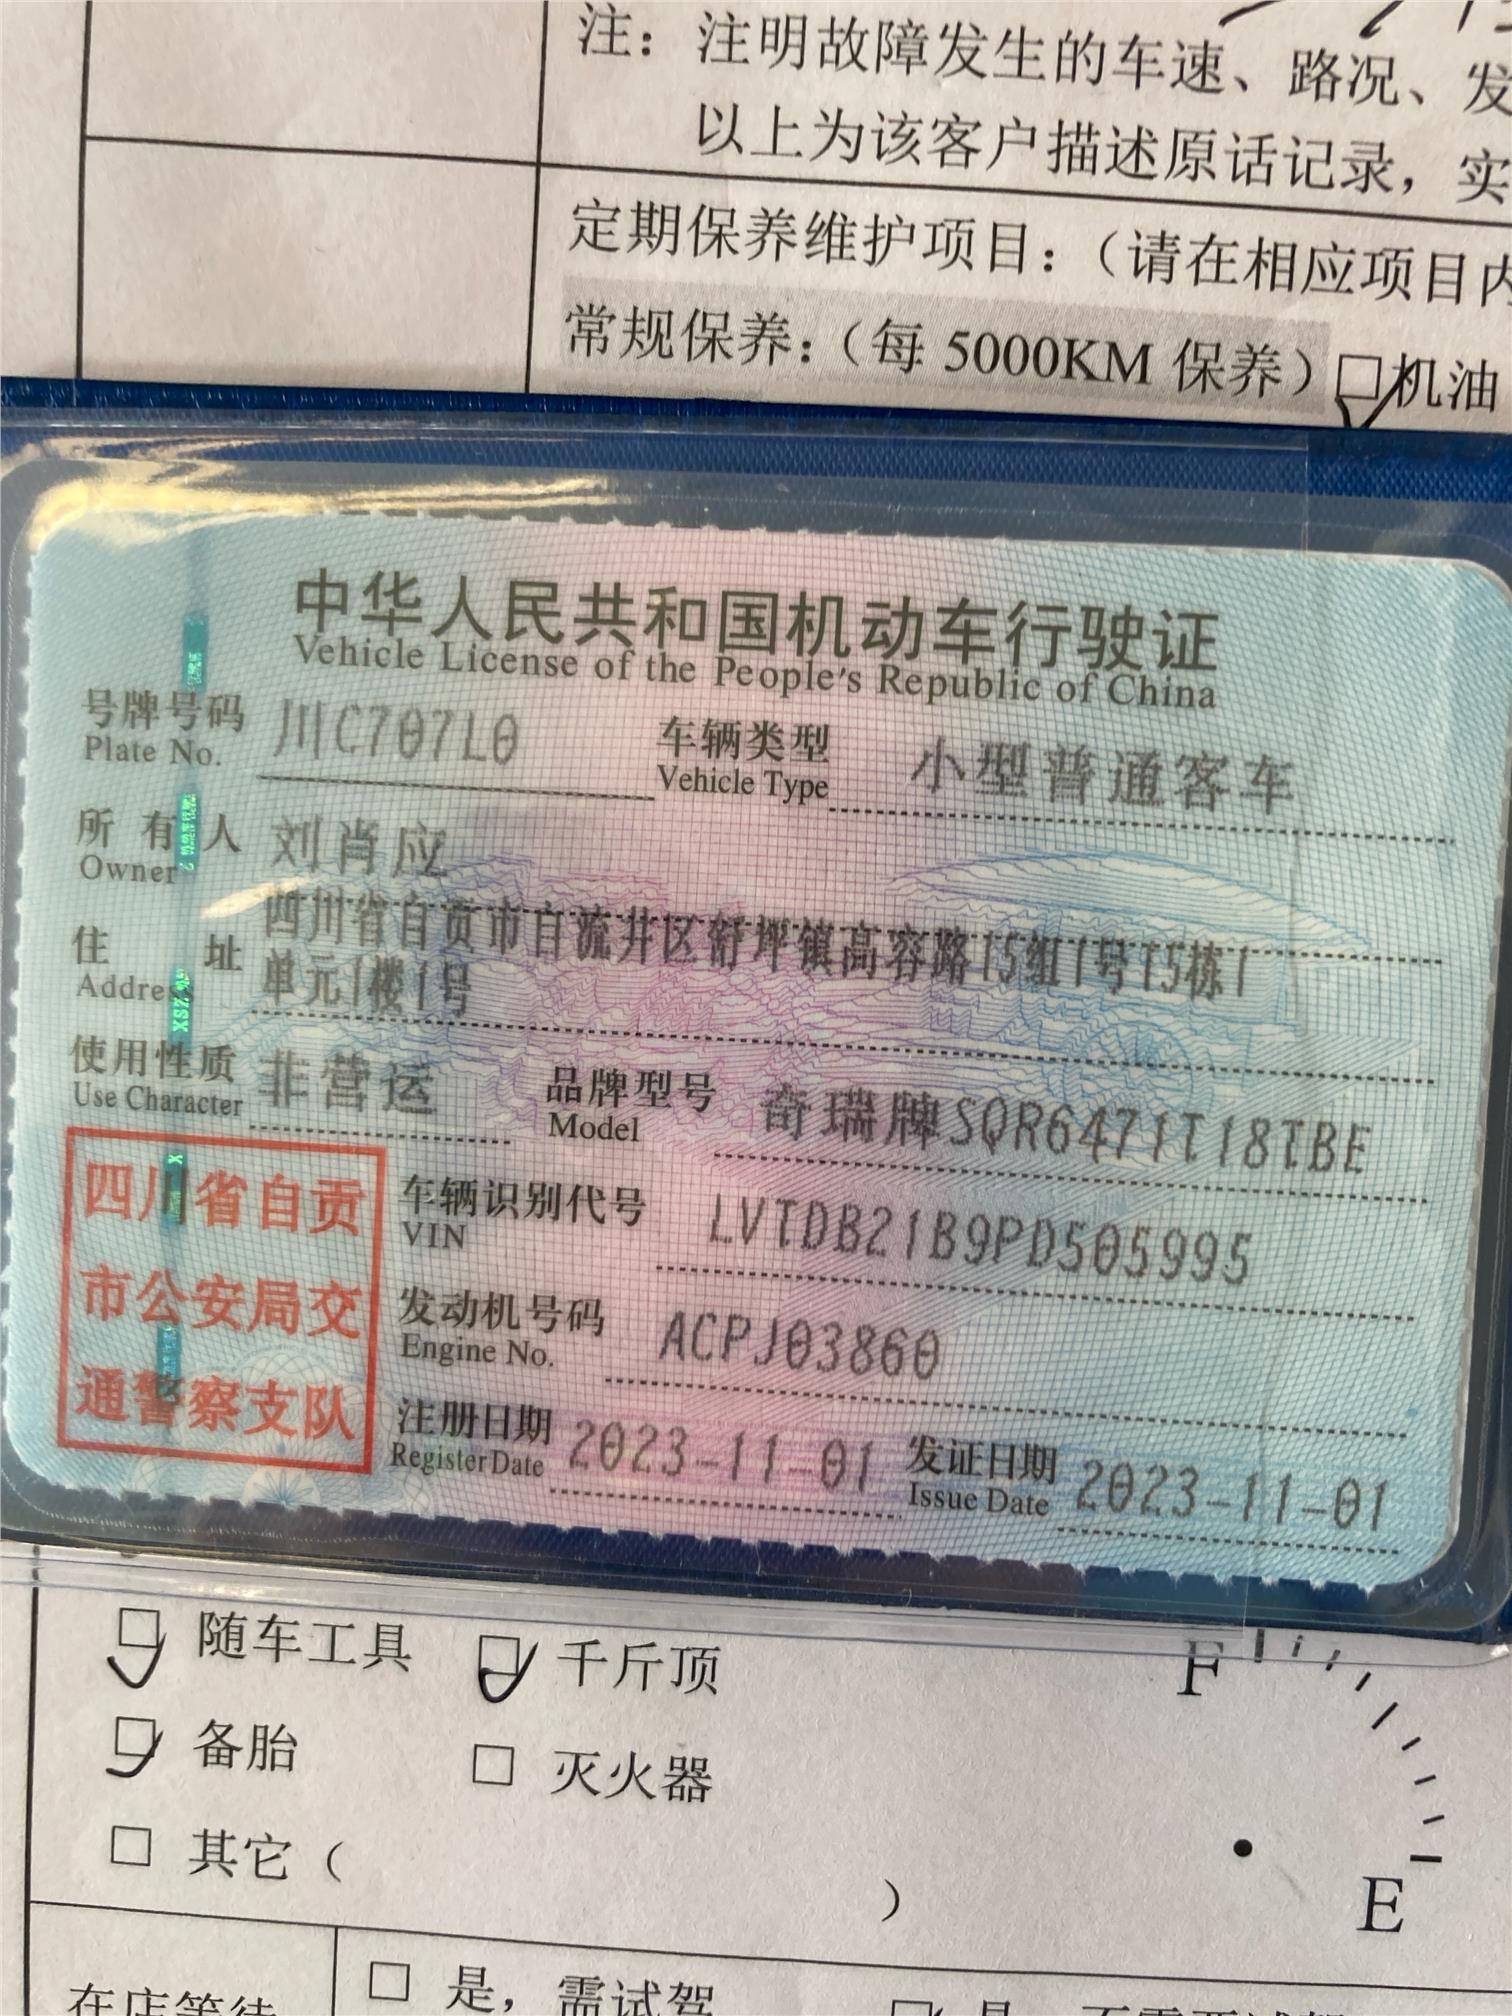 注：注明故障发生的车速、路况、发
以上为该客户描述原话记录，实
定期保养维护项目：（请在相应项目内
常规保养：（每 5000KM 保养）□机油
中华人民共和国机动车行驶证
Vehicle License of the People's Republic of China
号牌号码 川C707L0 车辆类型 小型普通客车
Plate No. Vehicle Type
所有人 刘肖应
Owner
住址 四川省自贡市自流井区舒坪镇高容路15组1号15栋1
单元1楼1号
Address
使用性质 非营运 品牌型号 奇瑞牌SQR6471T18TBE
Use Character Model
四川省自贡
市公安局交
通警察支队
车辆识别代号 LVTDB21B9PD505995
VIN
发动机号码 ACPJ03860
Engine No.
注册日期 2023-11-01 发证日期 2023-11-01
Register Date Issue Date
随车工具 千斤顶 F
备胎 □ 灭火器
□ 其它（ ）
E
在店等待 □ 是，需试驾